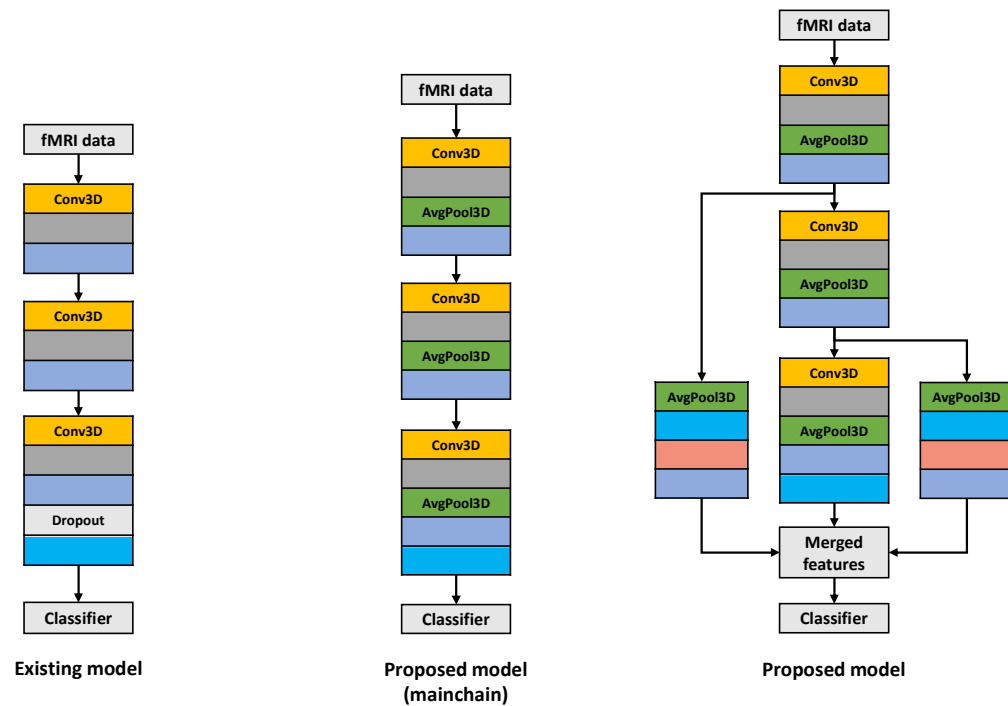 fMRI data
Conv3D
Conv3D
Conv3D
Dropout
Classifier
Existing model
fMRI data
Conv3D
AvgPool3D
Conv3D
AvgPool3D
Conv3D
AvgPool3D
Classifier
Proposed model
(mainchain)
fMRI data
Conv3D
AvgPool3D
Conv3D
AvgPool3D
AvgPool3D
Conv3D
AvgPool3D
AvgPool3D
Merged
features
Classifier
Proposed model